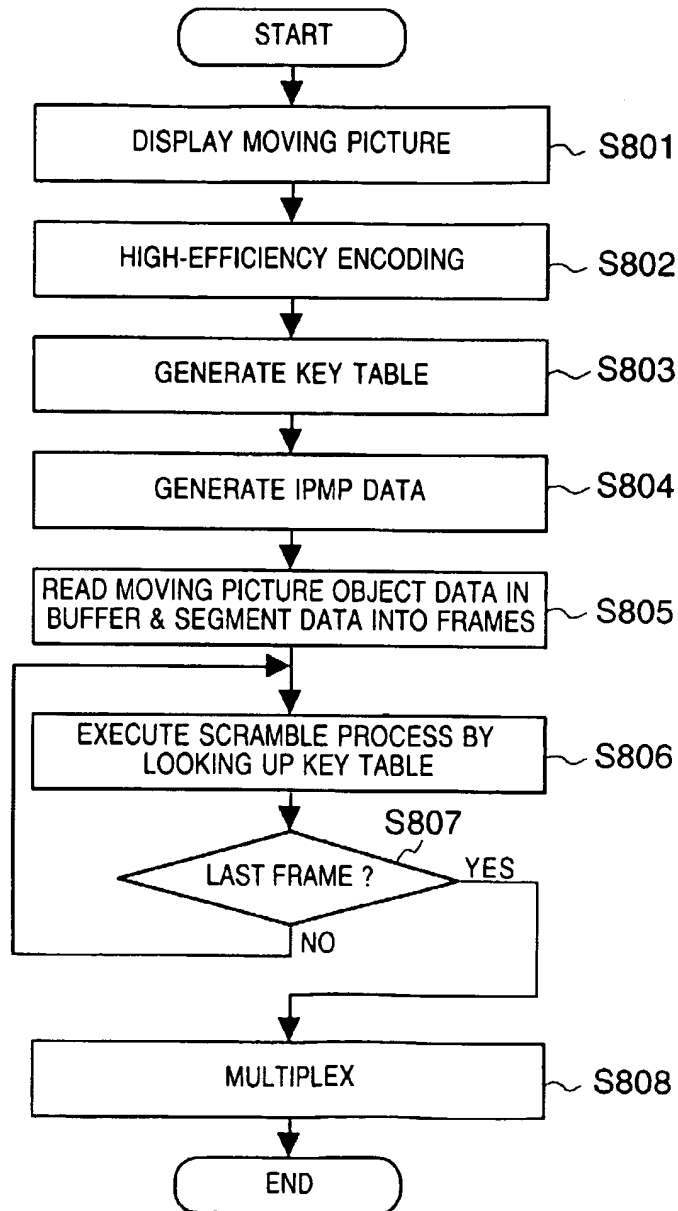 START
DISPLAY MOVING PICTURE
S801
HIGH-EFFICIENCY ENCODING
S802
GENERATE KEY TABLE
S803
GENERATE IPMP DATA
S804
READ MOVING PICTURE OBJECT DATA IN
BUFFER & SEGMENT DATA INTO FRAMES
S805
EXECUTE SCRAMBLE PROCESS BY
LOOKING UP KEY TABLE
S806
S807
LAST FRAME ?
YES
NO
MULTIPLEX
S808
END